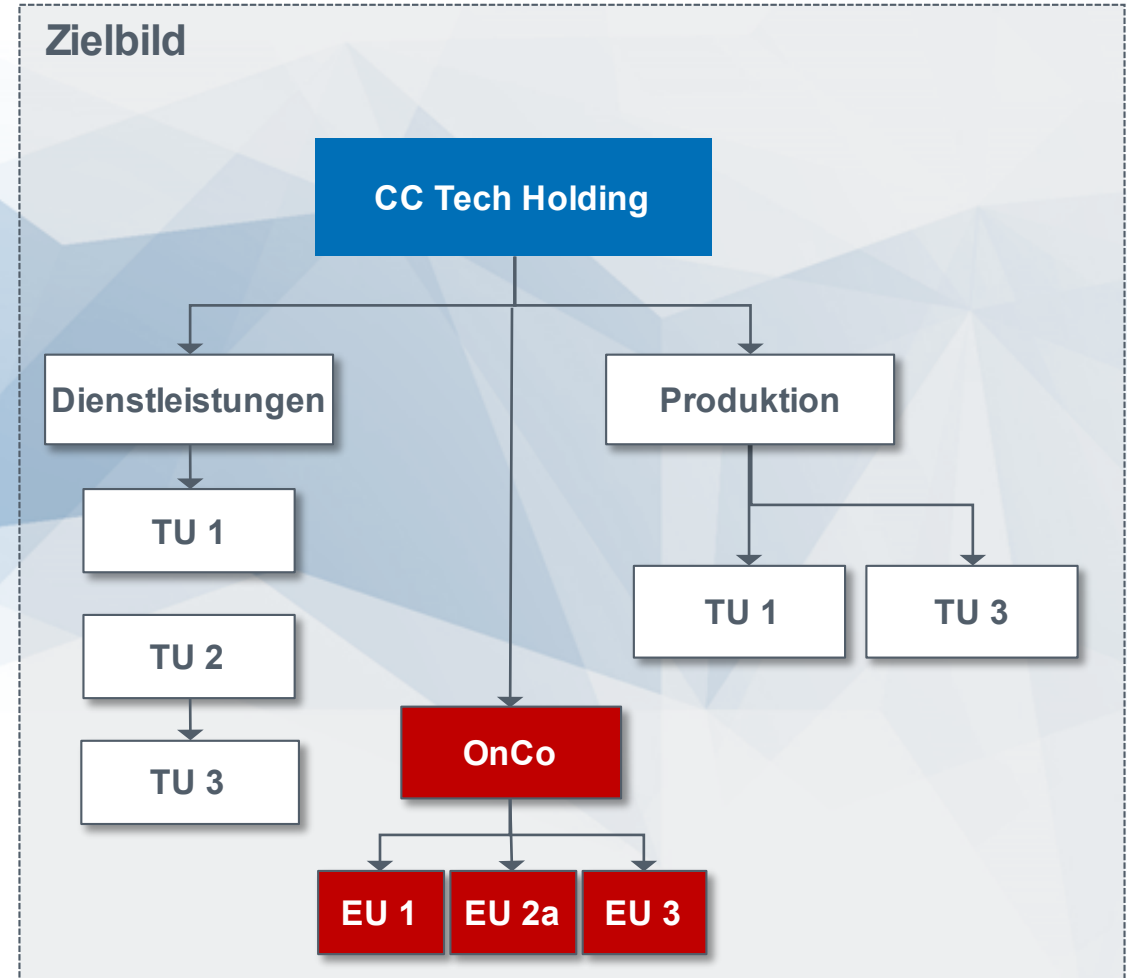 Zielbild
CC Tech Holding
Dienstleistungen
Produktion
TU 1
TU 1
TU 3
TU 2
TU 3
OnCo
EU 1
EU 2a
EU 3